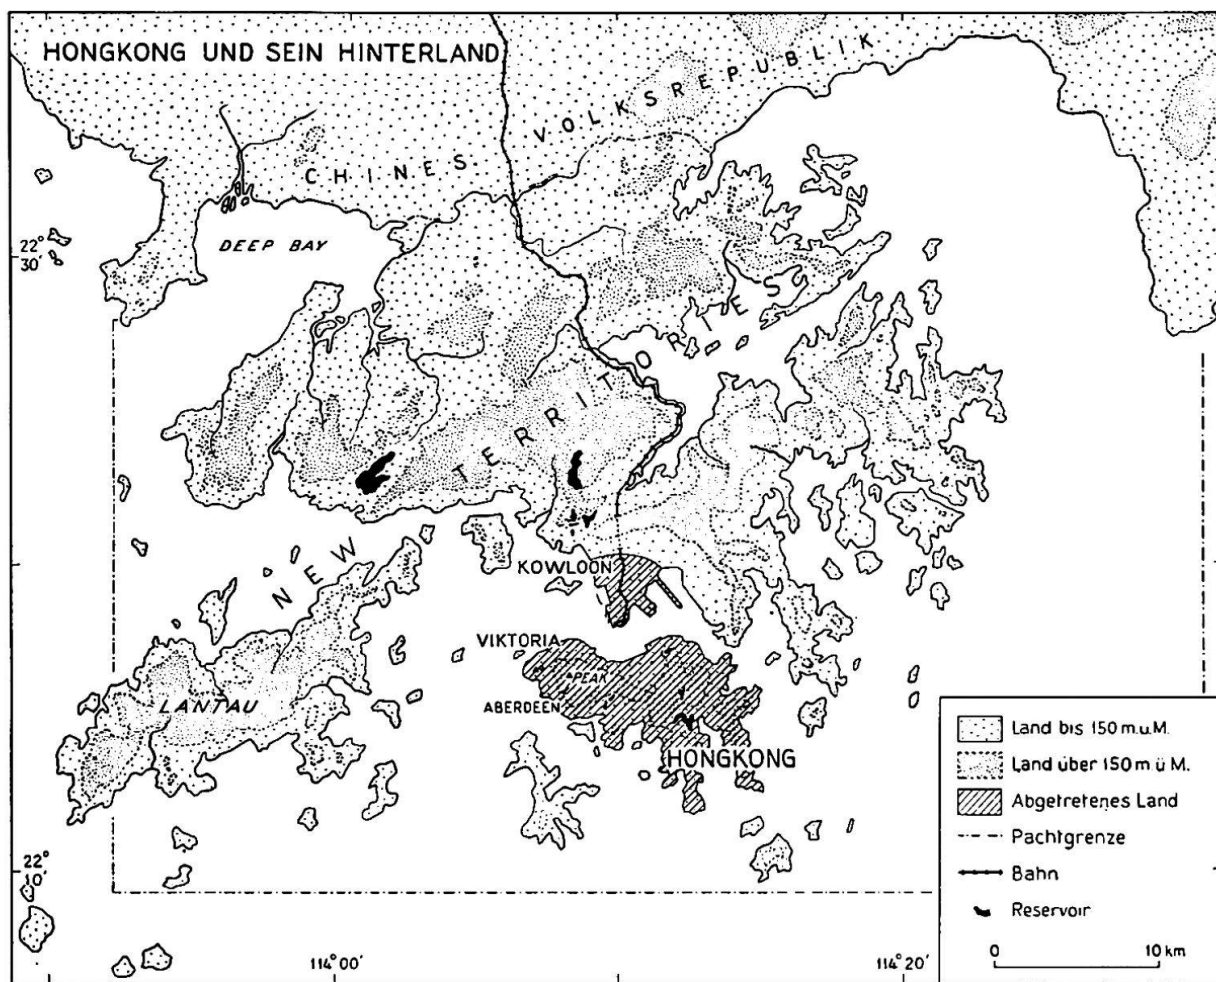 HONGKONG UND SEIN HINTERLAND
CHINES. VOLKSREPUBLIK
DEEP BAY
22°
30'
NEW TERRITORIES
KOWLOON
VIKTORIA
PEAK
ABERDEEN
LANTAU
HONGKONG
22°
10'
114° 00'
114° 20'
Land bis 150 m.ü.M.
Land über 150 m ü M.
Abgetretenes Land
Pachtgrenze
Bahn
Reservoir
0 10 km